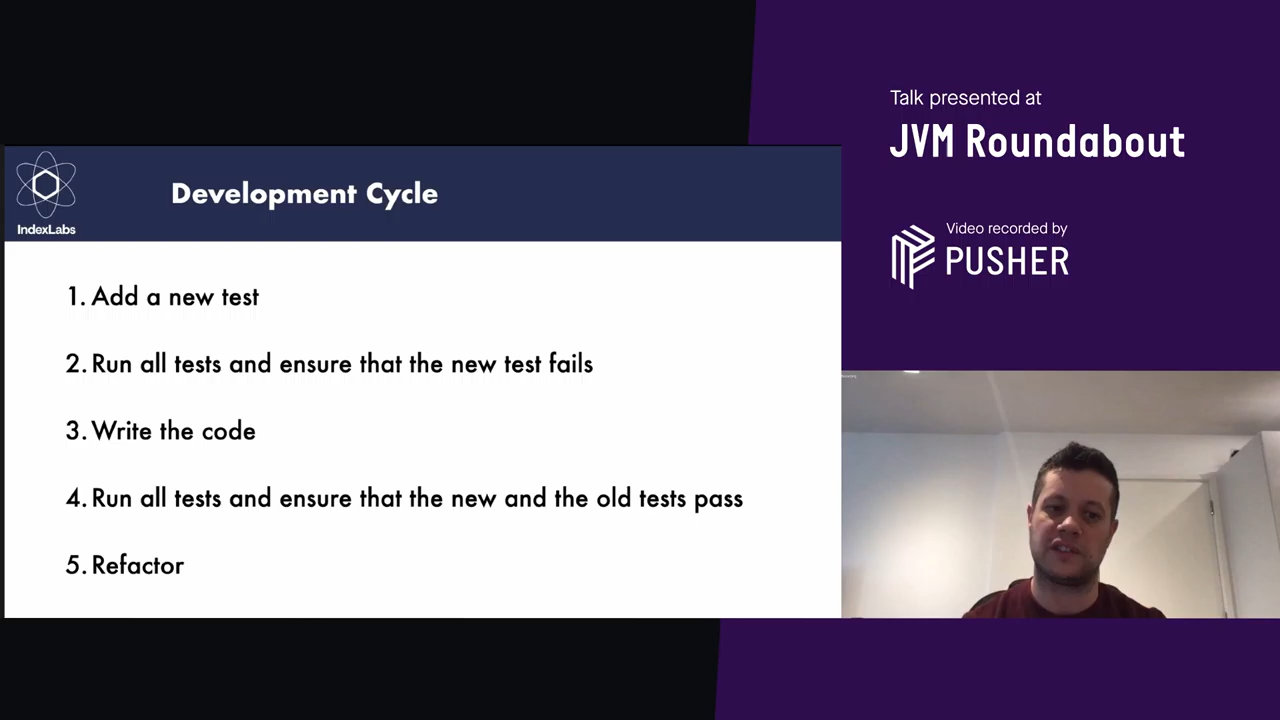 IndexLabs
Development Cycle
1. Add a new test
2. Run all tests and ensure that the new test fails
3. Write the code
4. Run all tests and ensure that the new and the old tests pass
5. Refactor
Talk presented at
JVM Roundabout
Video recorded by
PUSHER